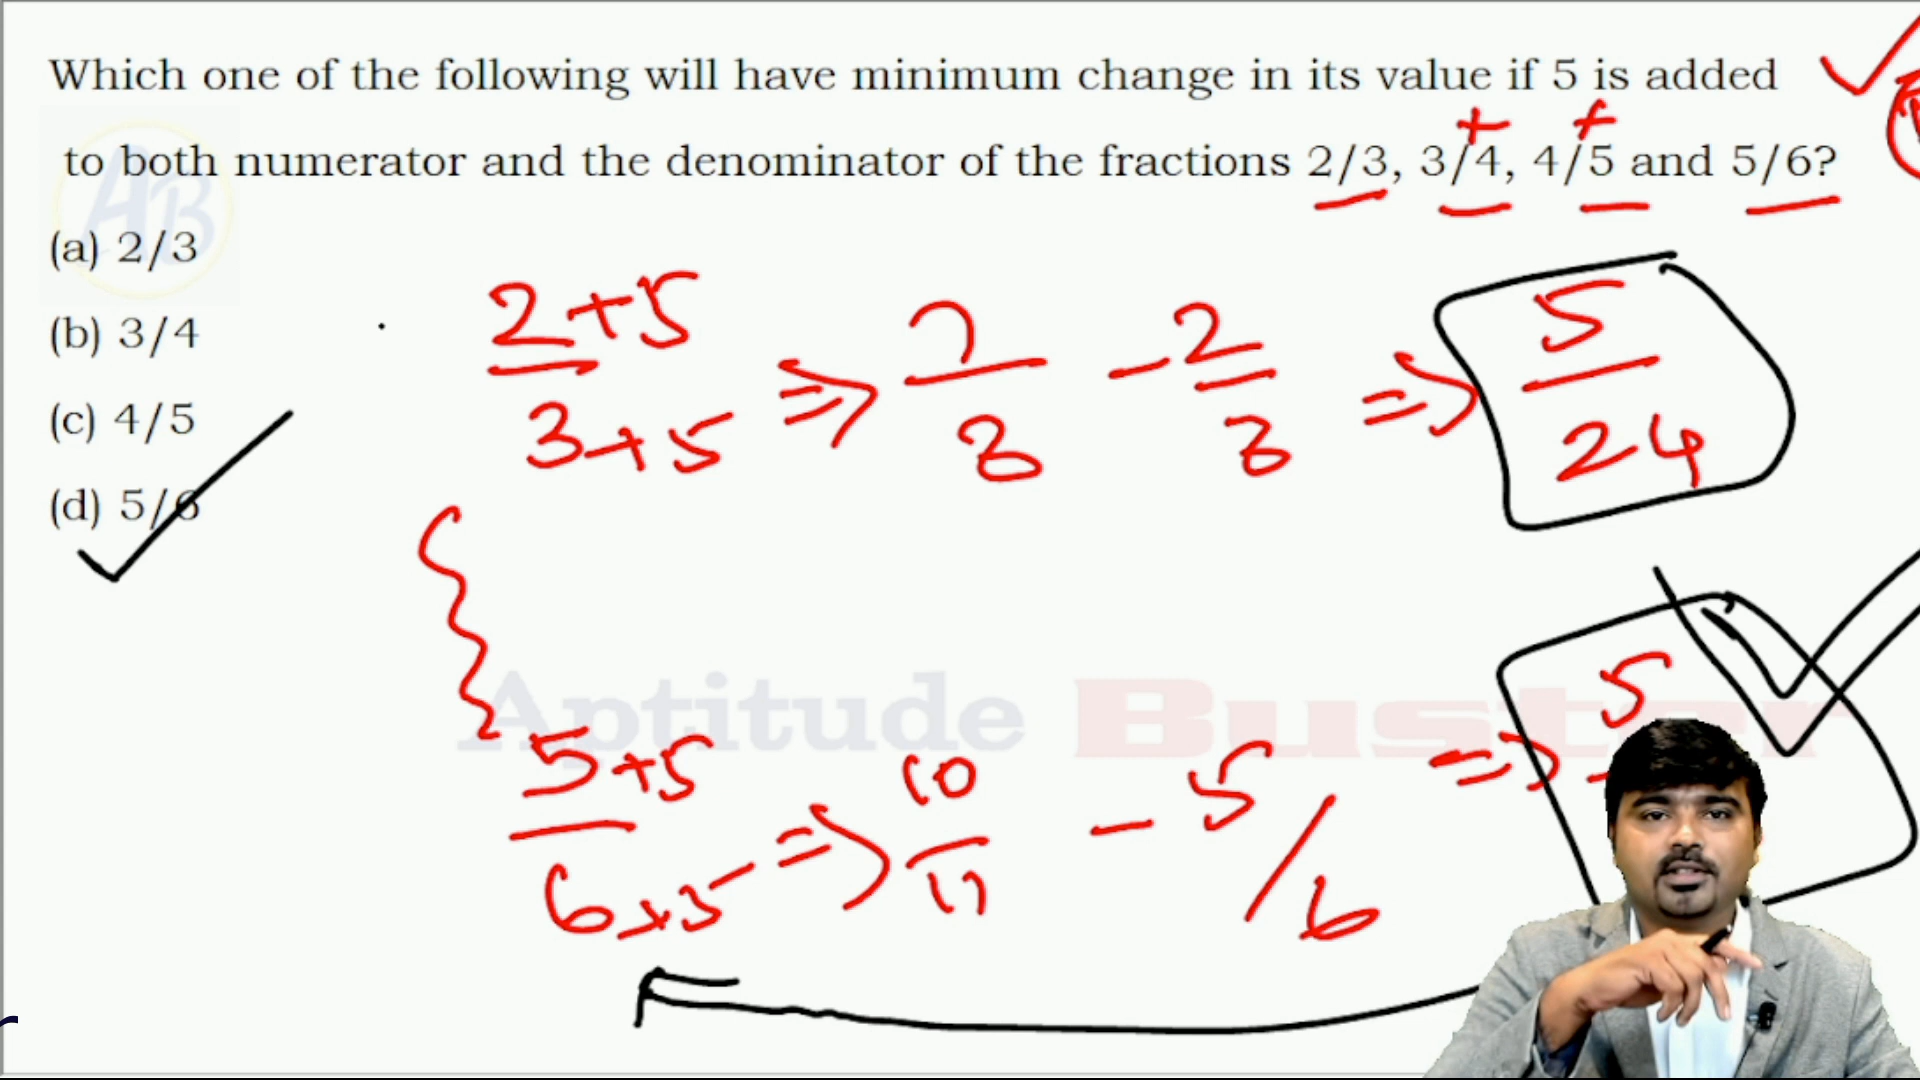 Which one of the following will have minimum change in its value if 5 is added
to both numerator and the denominator of the fractions 2/3, 3/4, 4/5 and 5/6?
(a) 2/3
(b) 3/4
(c) 4/5
(d) 5/6
2+5
3+5
⇒ 7/8 - 2/3 ⇒ 5/24
5+5
6+5
⇒ 10/11 - 5/6 ⇒ 5
AB
Aptitude Buster